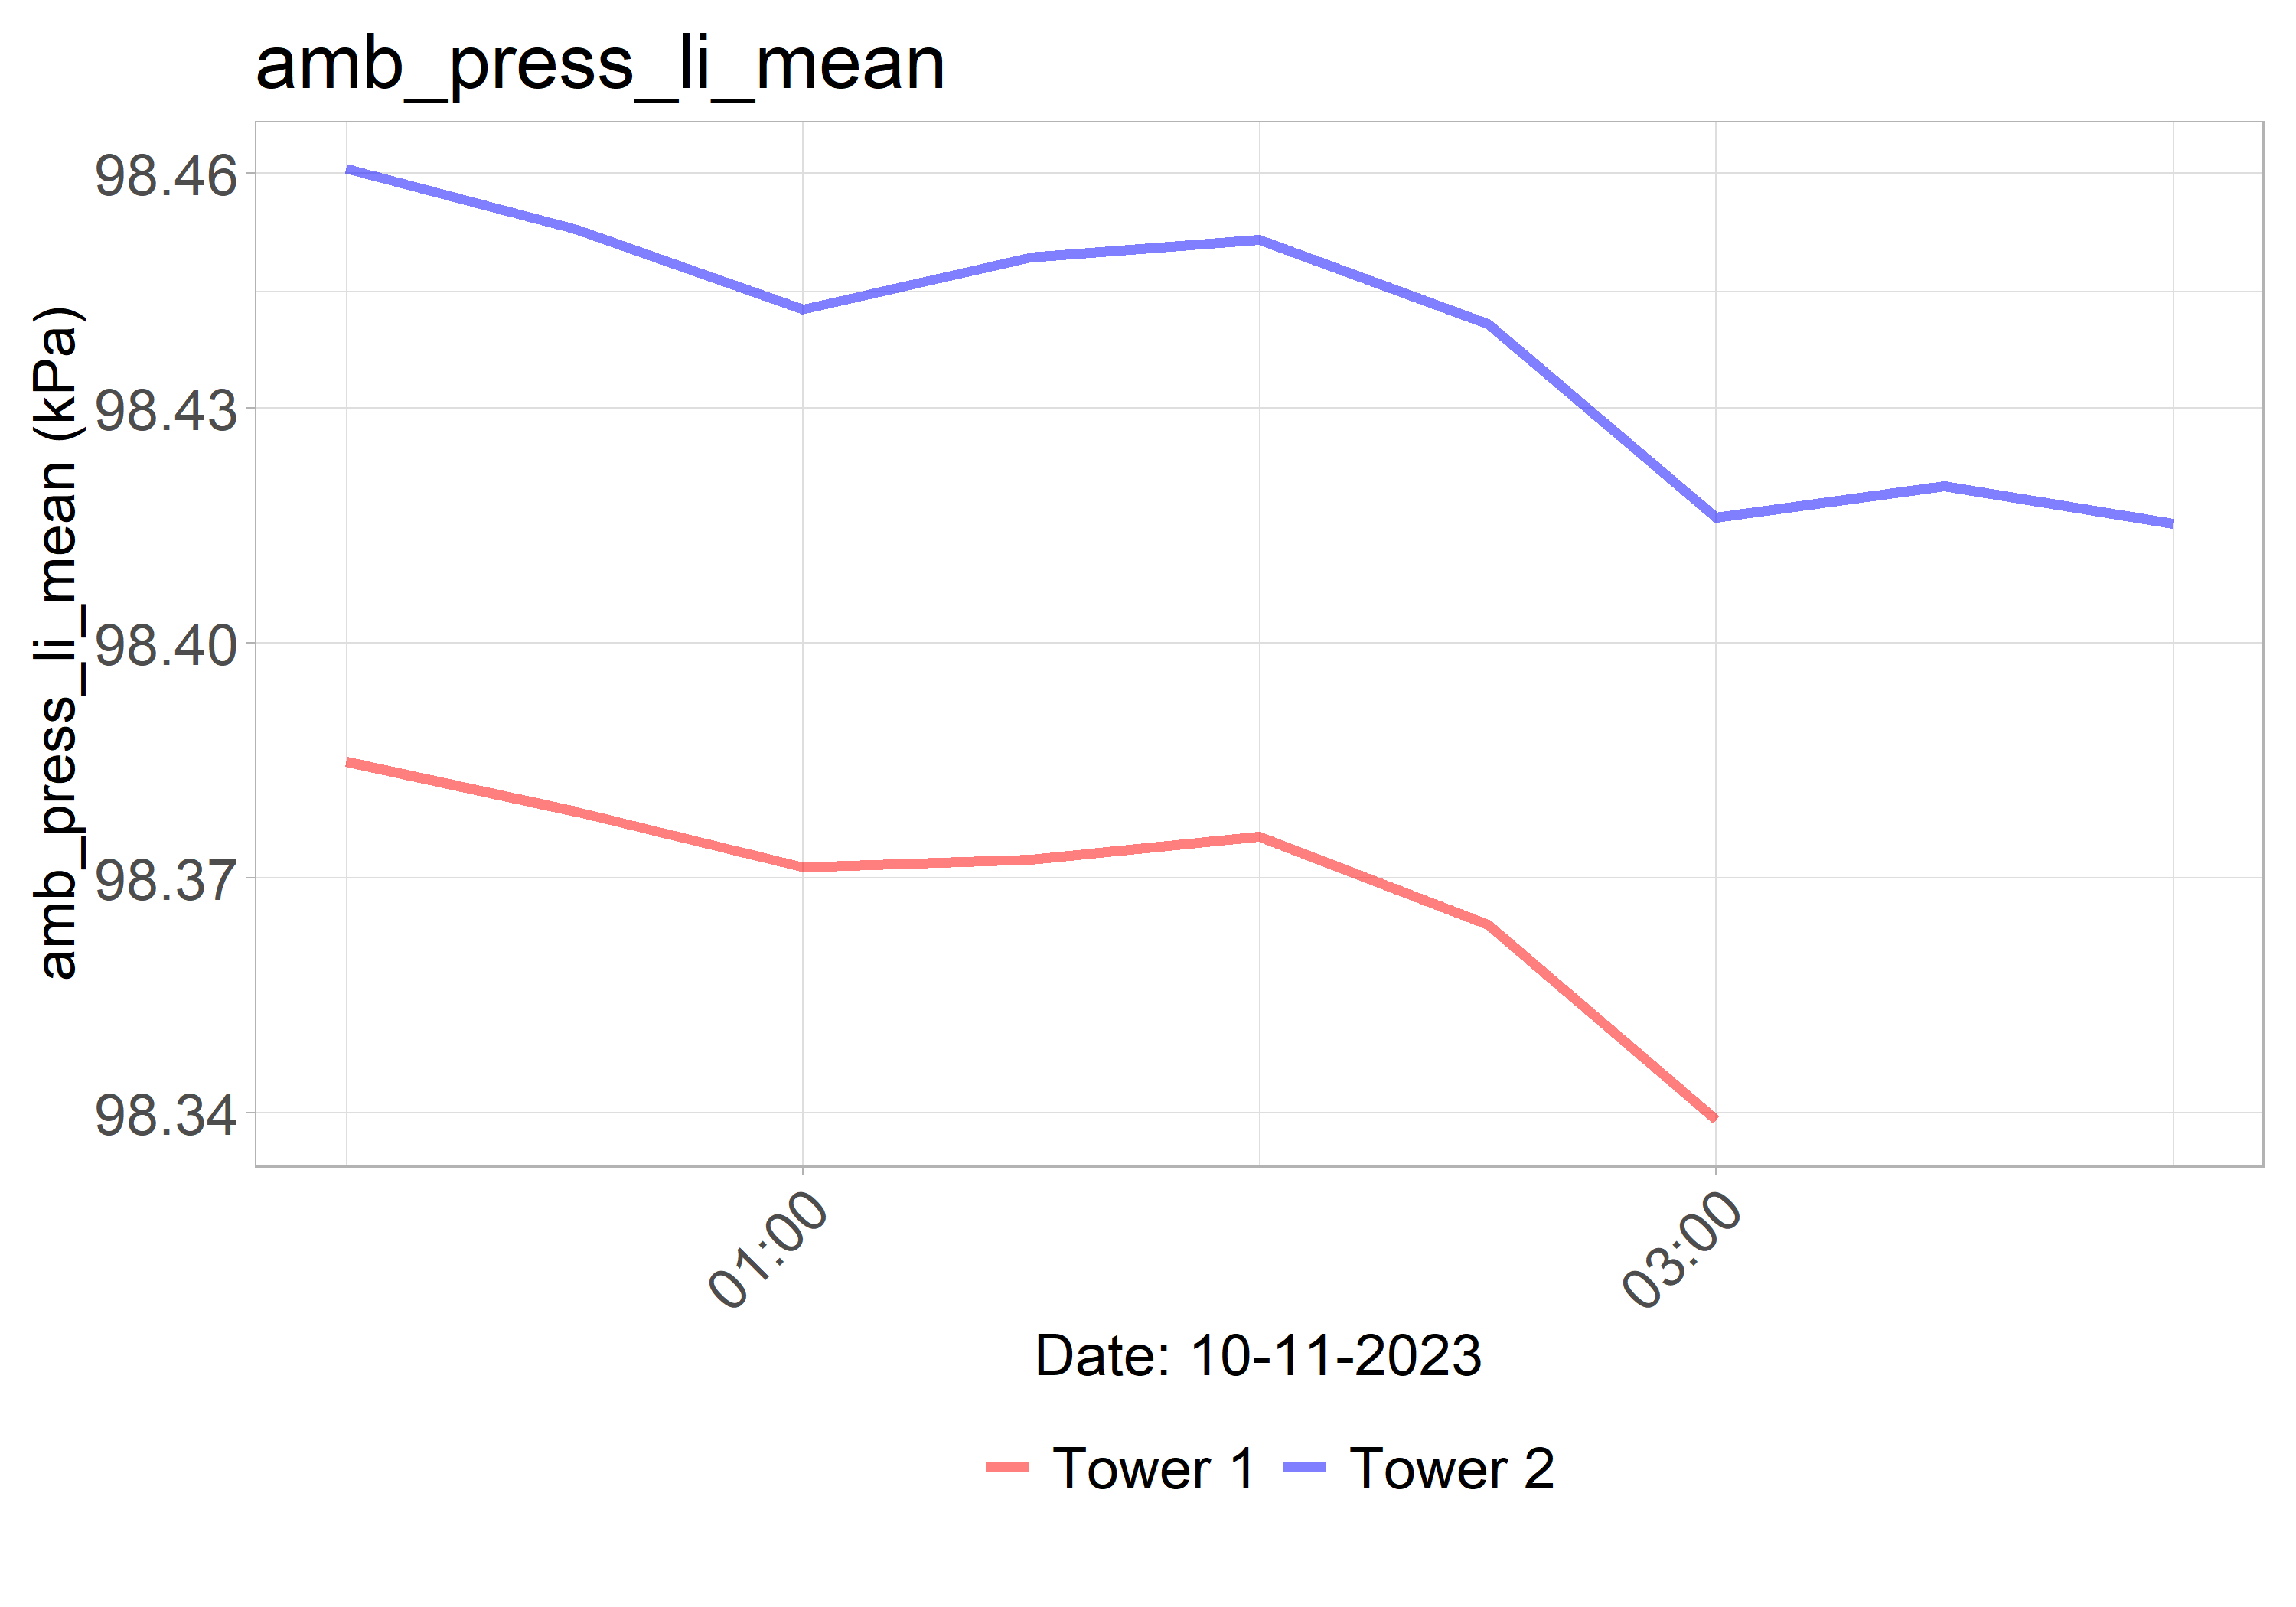 amb_press_li_mean
amb_press_li_mean (kPa)
98.46
98.43
98.40
98.37
98.34
01:00
03:00
Date: 10-11-2023
Tower 1
Tower 2